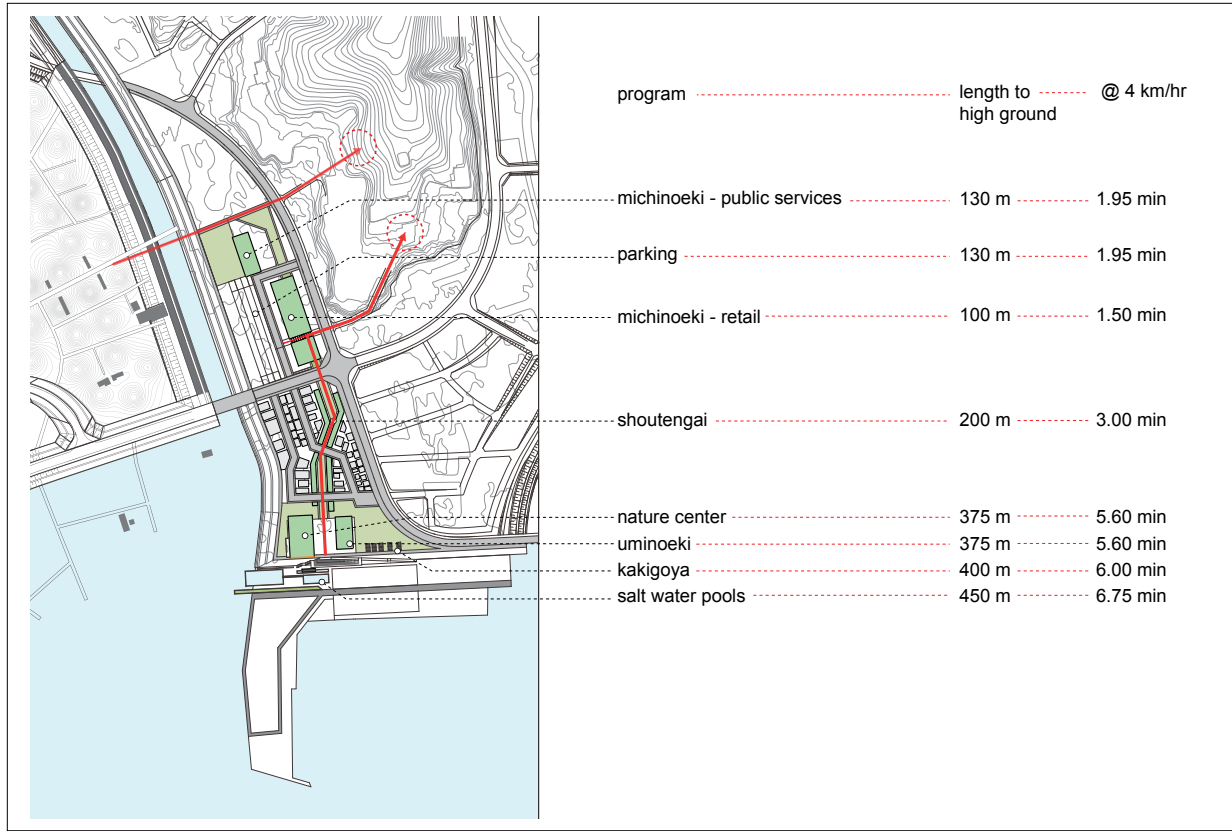 program length to high ground @ 4 km/hr
michinoeki - public services 130 m 1.95 min
parking 130 m 1.95 min
michinoeki - retail 100 m 1.50 min
shoutengai 200 m 3.00 min
nature center 375 m 5.60 min
uminoeki 375 m 5.60 min
kakigoya 400 m 6.00 min
salt water pools 450 m 6.75 min